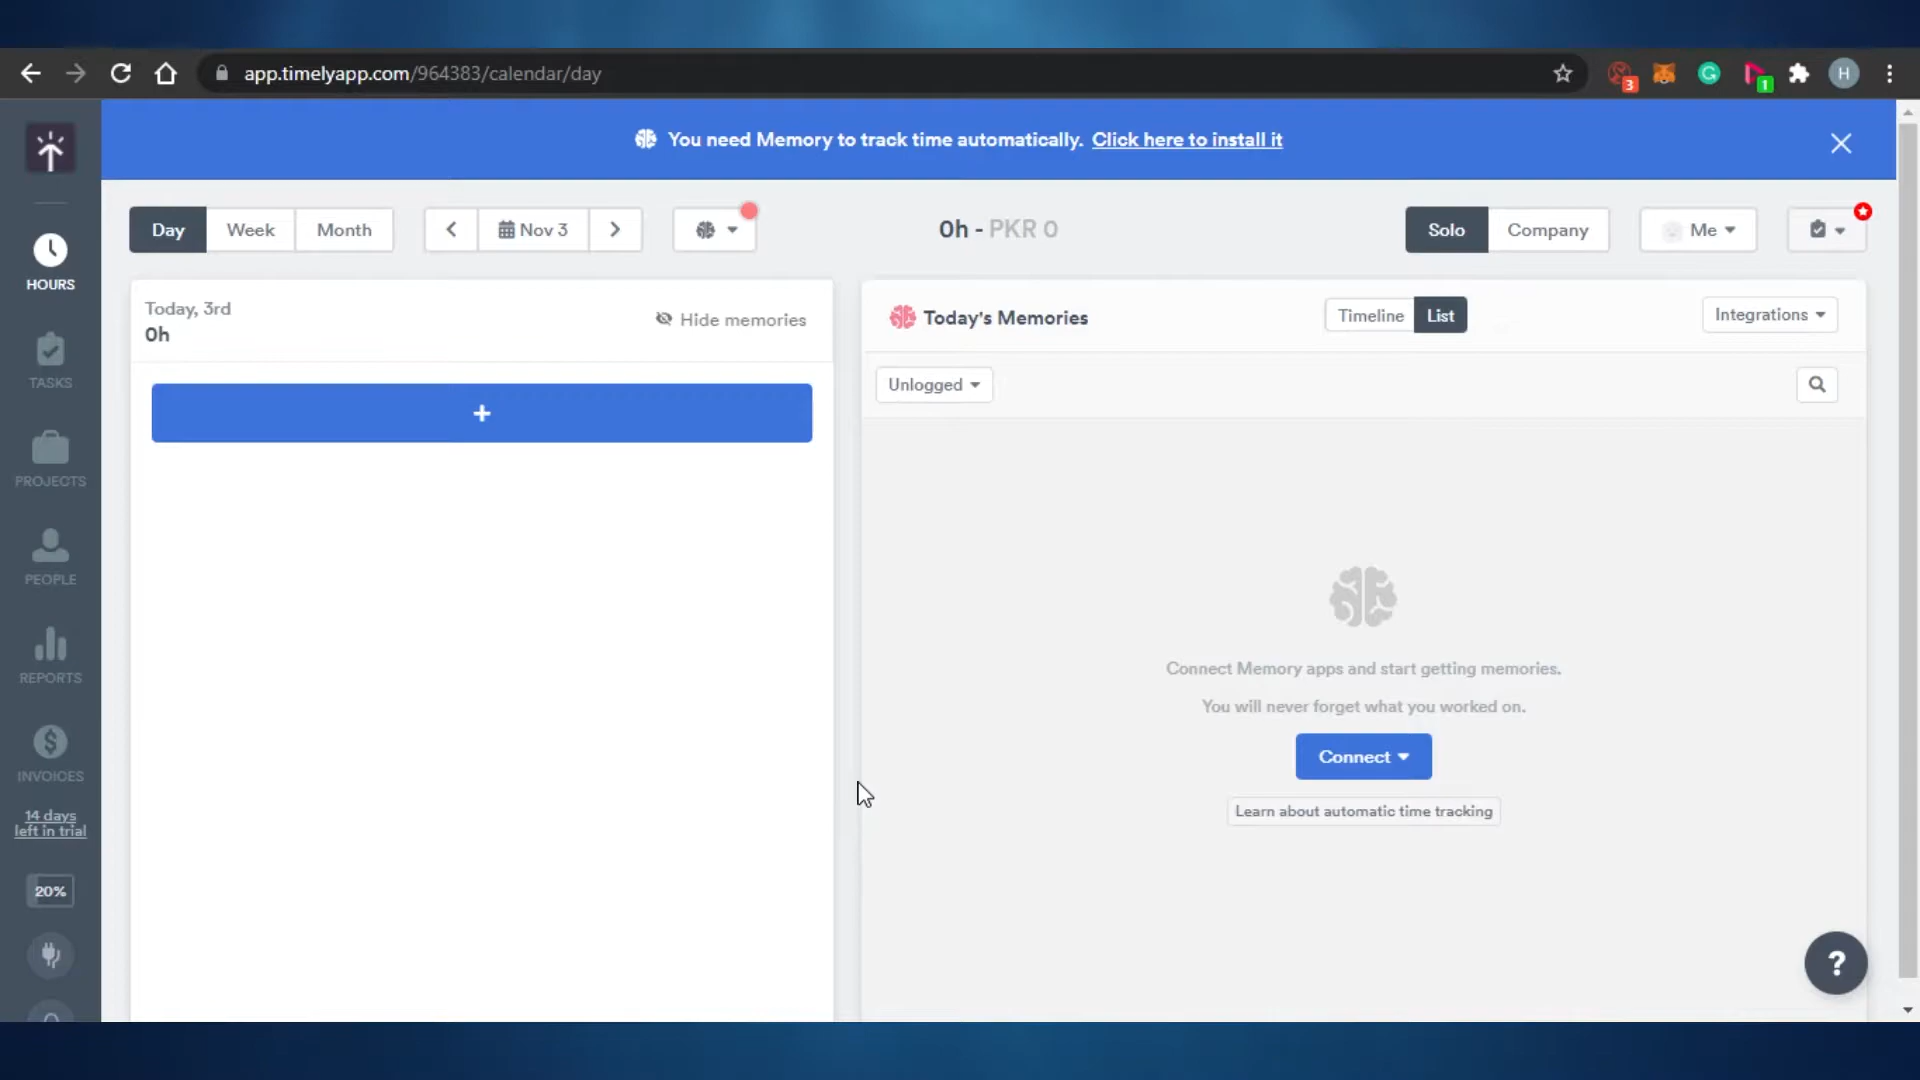 app.timelyapp.com/964383/calendar/day
3
1
H
You need Memory to track time automatically. Click here to install it
Day
Week
Month
Nov 3
0h - PKR 0
Solo
Company
Me
HOURS
TASKS
PROJECTS
PEOPLE
REPORTS
INVOICES
14 days
left in trial
20%
Today, 3rd
0h
Hide memories
+
Today's Memories
Timeline
List
Integrations
Unlogged
Connect Memory apps and start getting memories.
You will never forget what you worked on.
Connect
Learn about automatic time tracking
?